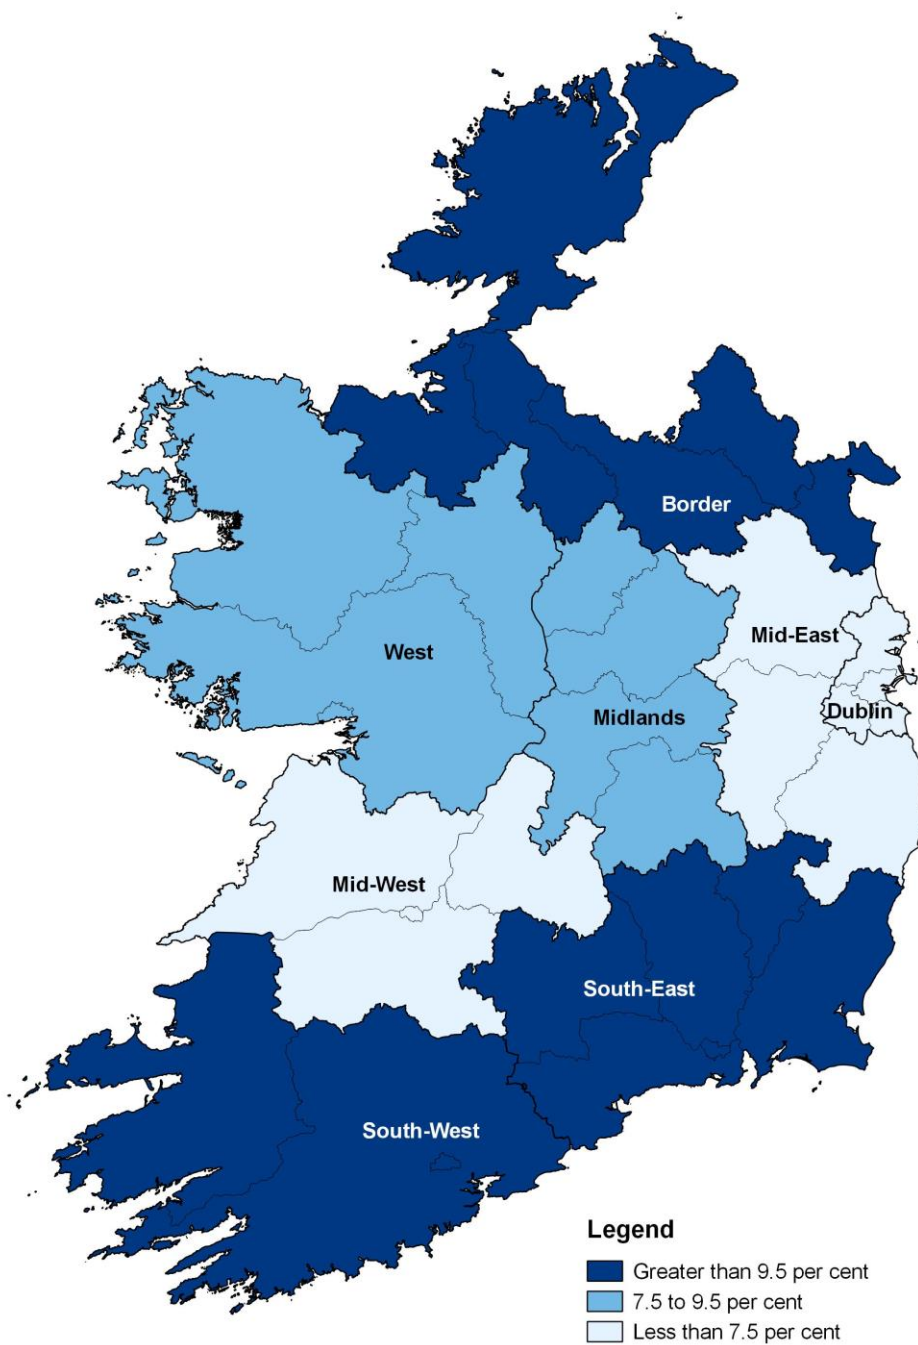 Border
Mid-East
West
Dublin
Midlands
Mid-West
South-East
South-West
Legend
Greater than 9.5 per cent
7.5 to 9.5 per cent
Less than 7.5 per cent